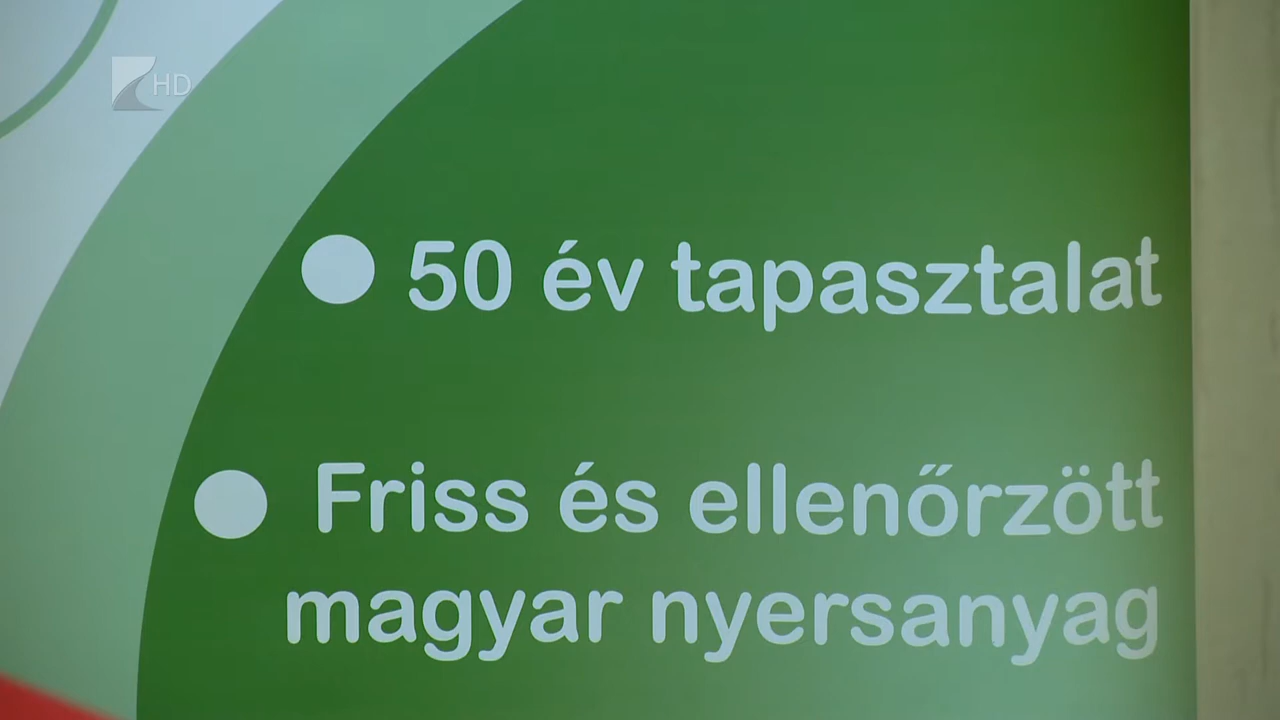 HD
● 50 év tapasztalat
● Friss és ellenőrzött
magyar nyersanyag